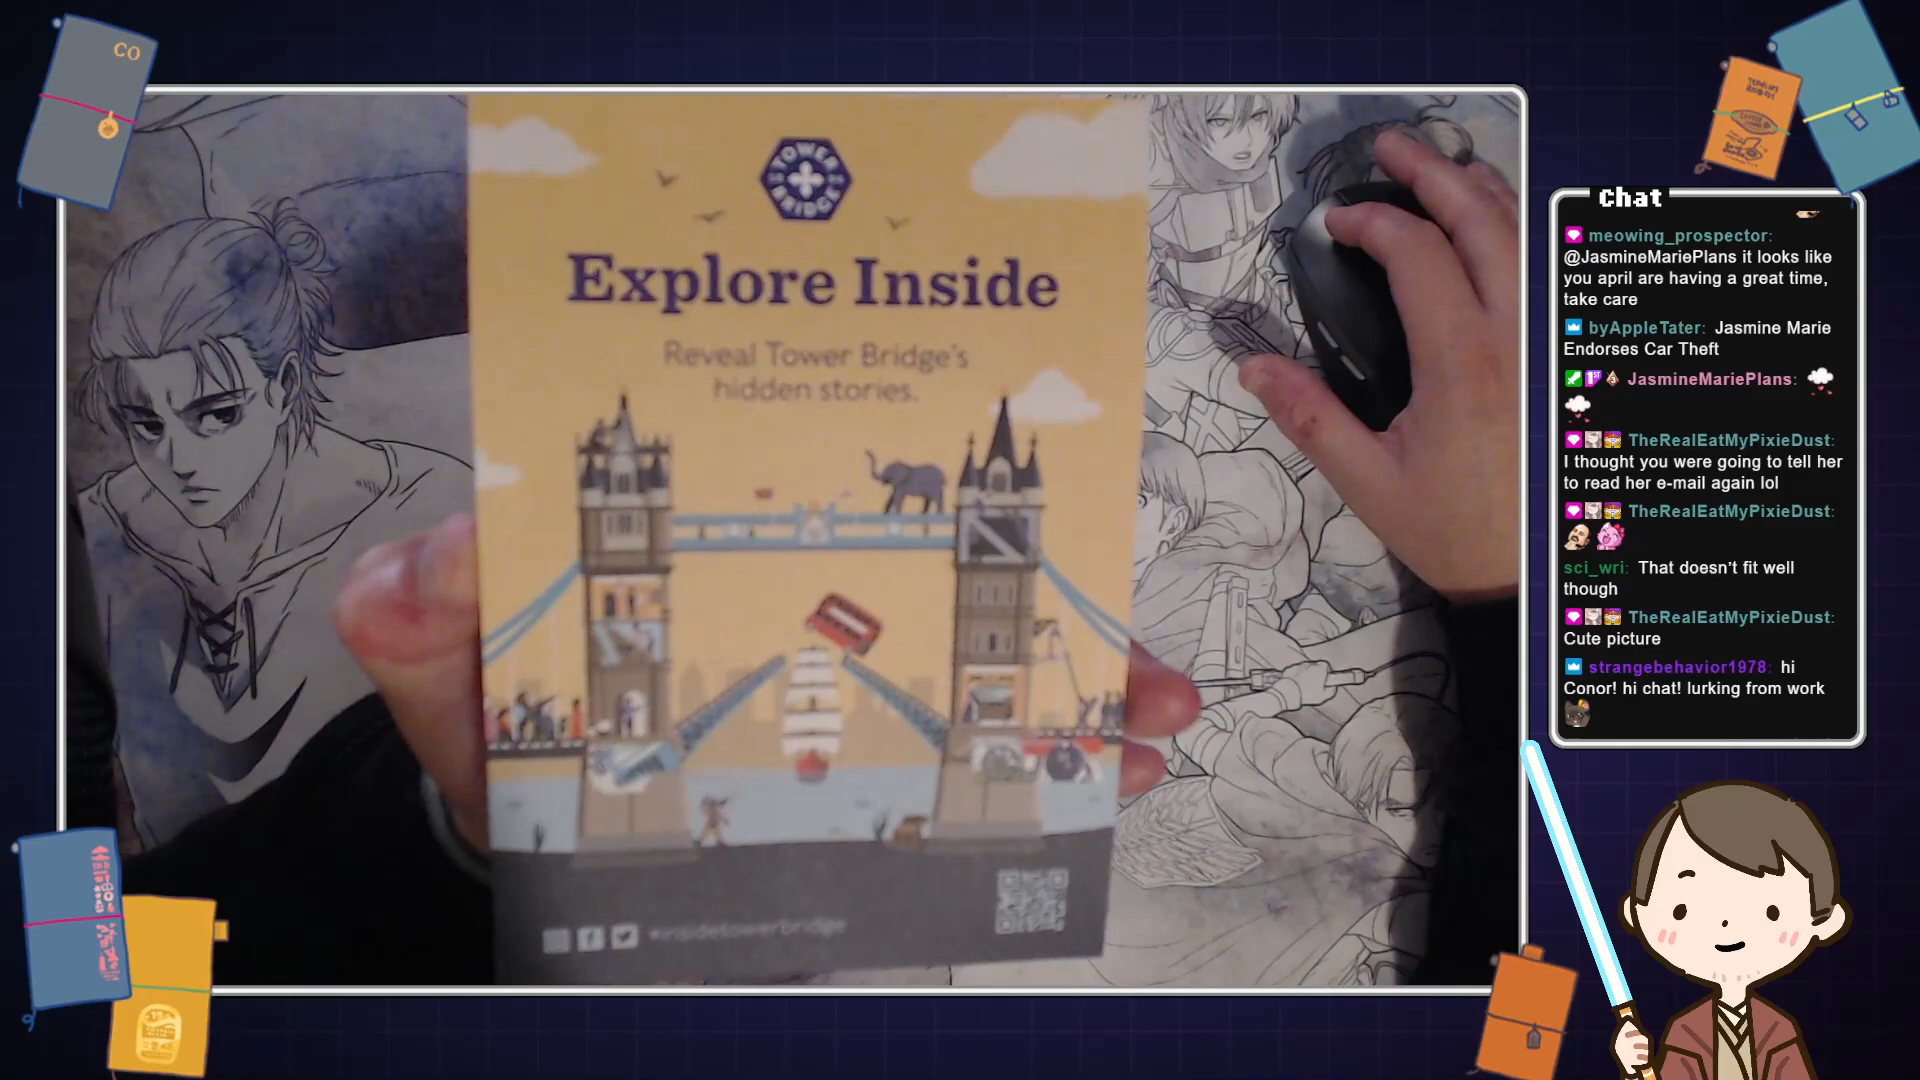 CO
TOWER
BRIDGE
Explore Inside
Reveal Tower Bridge's
hidden stories.
#insidetowerbridge
chat
meowing_prospector:
@JasmineMariePlans it looks like
you april are having a great time,
take care
byAppleTater: Jasmine Marie
Endorses Car Theft
JasmineMariePlans:
TheRealEatMyPixieDust:
I thought you were going to tell her
to read her e-mail again lol
TheRealEatMyPixieDust:
sci_wri: That doesn't fit well
though
TheRealEatMyPixieDust:
Cute picture
strangebehavior1978: hi
Conor! hi chat! lurking from work